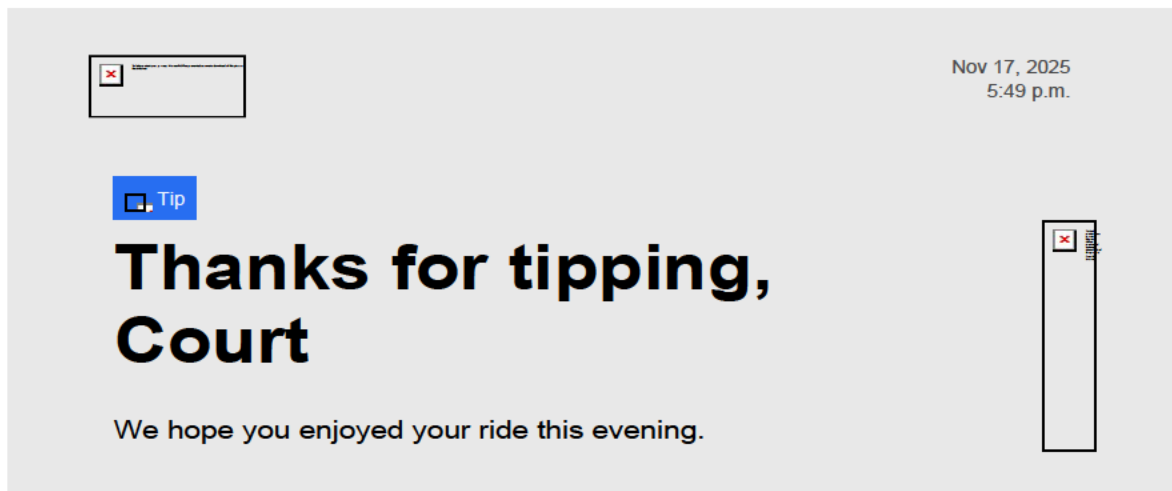 Nov 17, 2025
5:49 p.m.
Tip
Thanks for tipping,
Court
We hope you enjoyed your ride this evening.